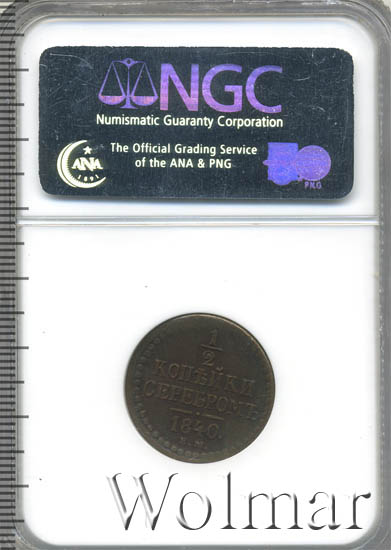 NGC
Numismatic Guaranty Corporation
The Official Grading Service
of the ANA & PNG
ANA
1891
PNG
1
2
КОПѢЙКИ
СЕРЕБРОМЪ
1840.
Е.М.
Wolmar